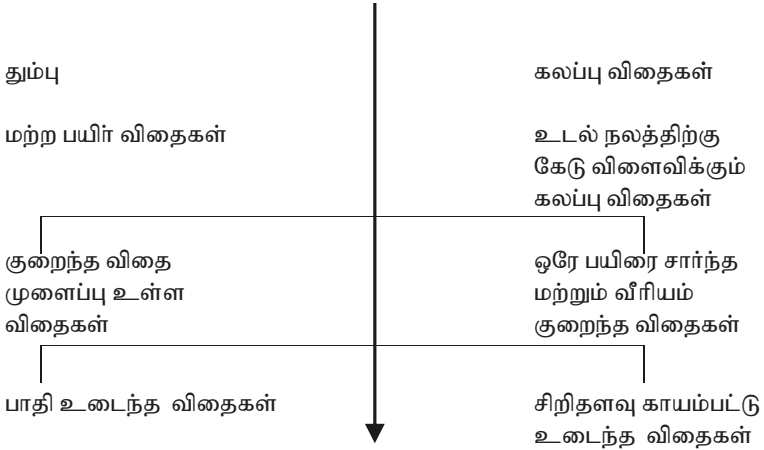 தும்பு
கலப்பு விதைகள்
மற்ற பயிர் விதைகள்
உடல் நலத்திற்கு
கேடு விளைவிக்கும்
கலப்பு விதைகள்
குறைந்த விதை
முளைப்பு உள்ள
விதைகள்
ஒரே பயிரை சார்ந்த
மற்றும் வீரியம்
குறைந்த விதைகள்
பாதி உடைந்த விதைகள்
சிறிதளவு காயம்பட்டு
உடைந்த விதைகள்